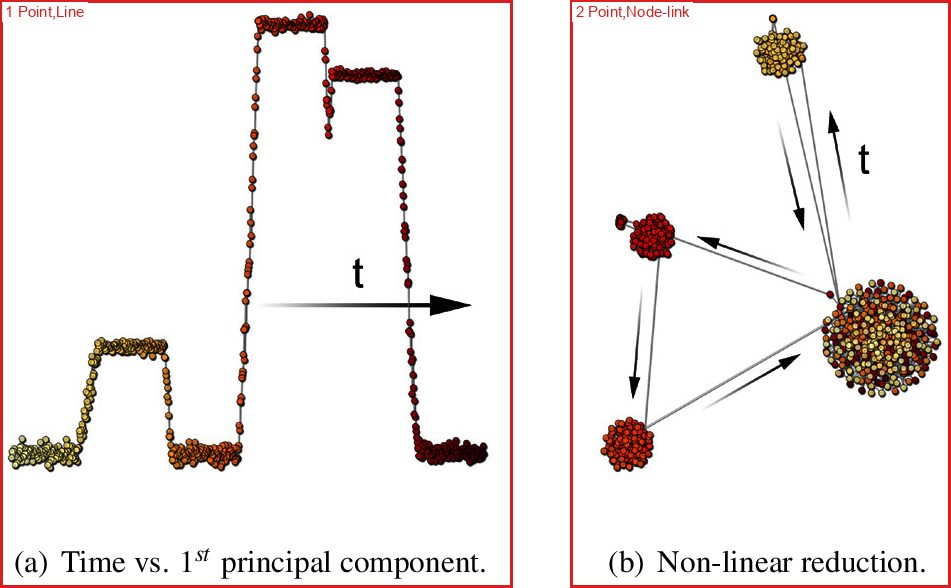 1 Point,Line
2 Point,Node-link
t
t
(a) Time vs. 1st principal component.
(b) Non-linear reduction.